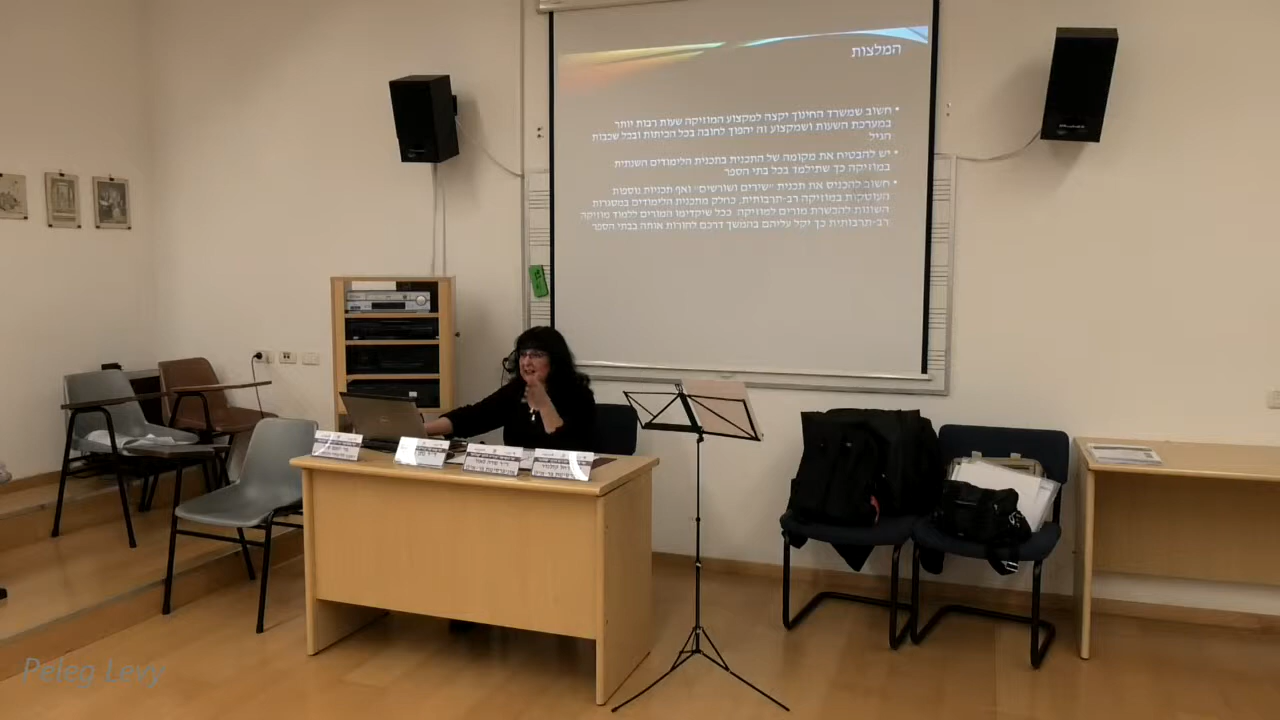 המלצות
• חשוב שמשרד החינוך יקצה למקצוע המוזיקה שעות רבות יותר
במערכת השעות ושמקצוע זה יהפוך לחובה בכל הכיתות ובכל שכבות
הגיל.
• יש להבטיח את מקומה של התכנית בתכנית הלימודים השנתית
במוזיקה כך שתילמד בכל בתי הספר
• חשוב להכניס את תכנית "שירים ושורשים" ואף תכניות נוספות
העוסקות במוזיקה רב-תרבותית, כחלק מתכנית הלימודים במסגרות
השונות להכשרת מורים למוזיקה. ככל שיקדימו המורים ללמוד מוזיקה
רב-תרבותית כך יקל עליהם בהמשך דרכם להורות אותה בבתי הספר
Peleg Levy